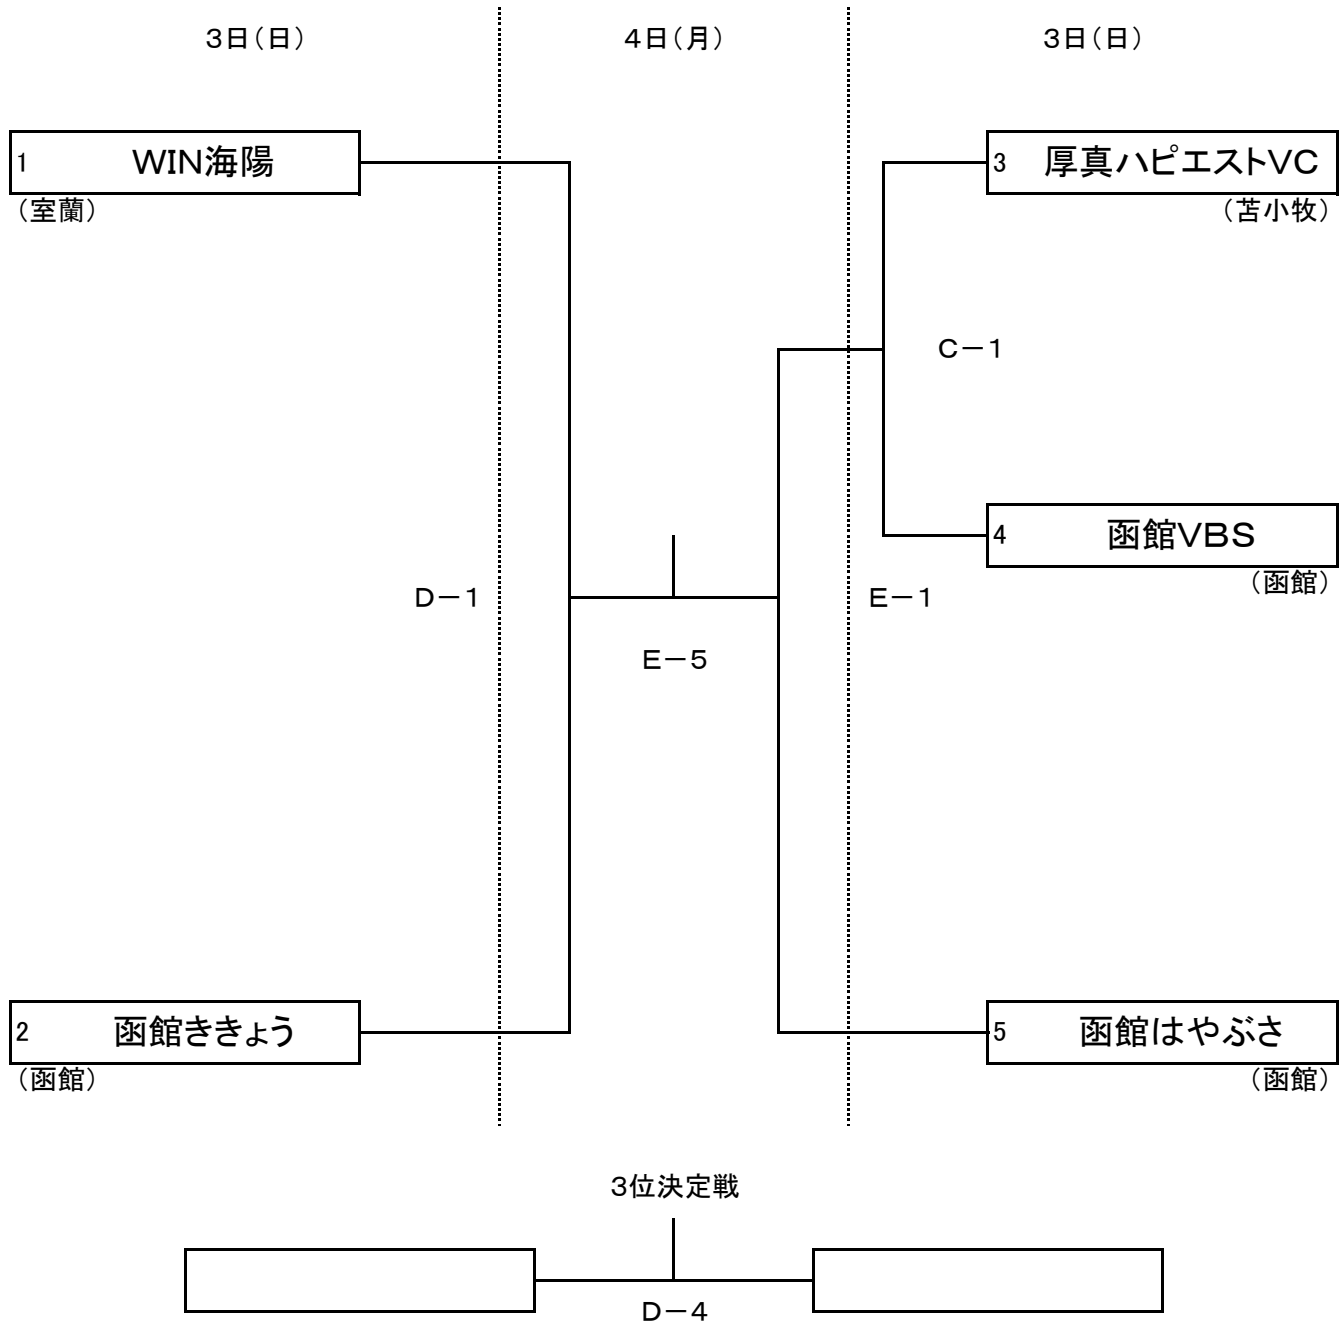 ３日（日）　４日（月）　３日（日）
1　WIN海陽　3　厚真ハピエストVC
（室蘭）　（苫小牧）
C－1
4　函館VBS
（函館）
D－1　E－1
E－5
2　函館ききょう　5　函館はやぶさ
（函館）　（函館）
3位決定戦
D－4